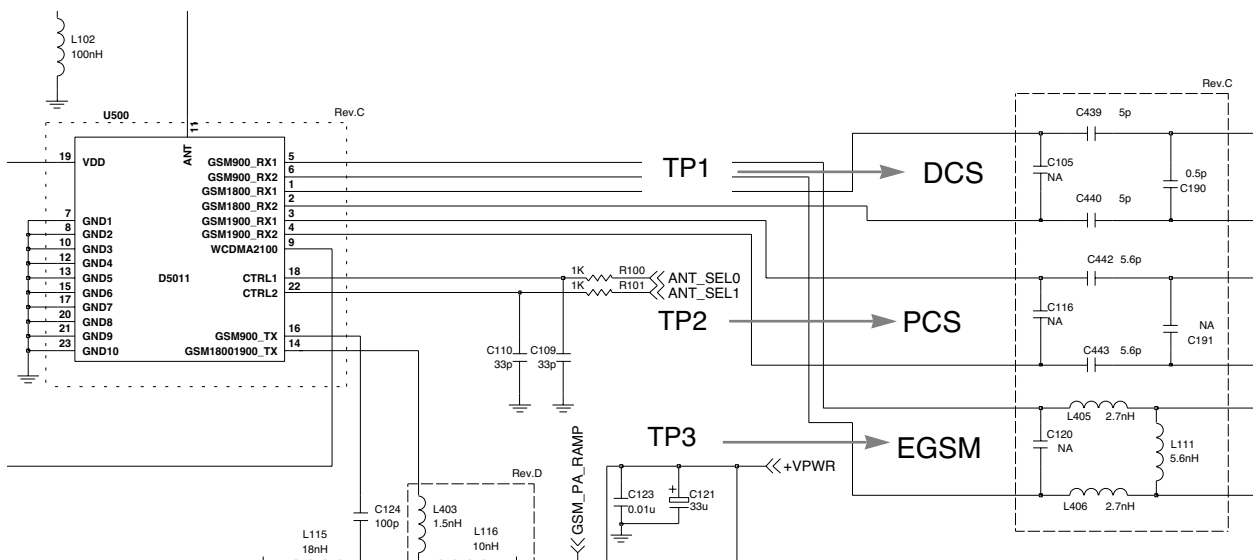 L102
100nH
Rev.C
U500
11
ANT
19 VDD
GSM900_RX1 5
GSM900_RX2 6
GSM1800_RX1 1
GSM1800_RX2 2
GSM1900_RX1 3
GSM1900_RX2 4
WCDMA2100 9
7 GND1
8 GND2
10 GND3
12 GND4
13 GND5
15 GND6
17 GND7
20 GND8
21 GND9
23 GND10
D5011
CTRL1 18
CTRL2 22
GSM900_TX 16
GSM18001900_TX 14
1K R100 ANT_SEL0
1K R101 ANT_SEL1
C110
33p
C109
33p
TP1 DCS
TP2 PCS
TP3 EGSM
Rev.C
C439 5p
C105
NA
0.5p
C190
C440 5p
C442 5.6p
C116
NA
NA
C191
C443 5.6p
L405 2.7nH
C120
NA
L111
5.6nH
L406 2.7nH
+VPWR
C123
0.01u
+
C121
33u
GSM_PA_RAMP
Rev.D
C124
100p
L403
1.5nH
L115
18nH
L116
10nH